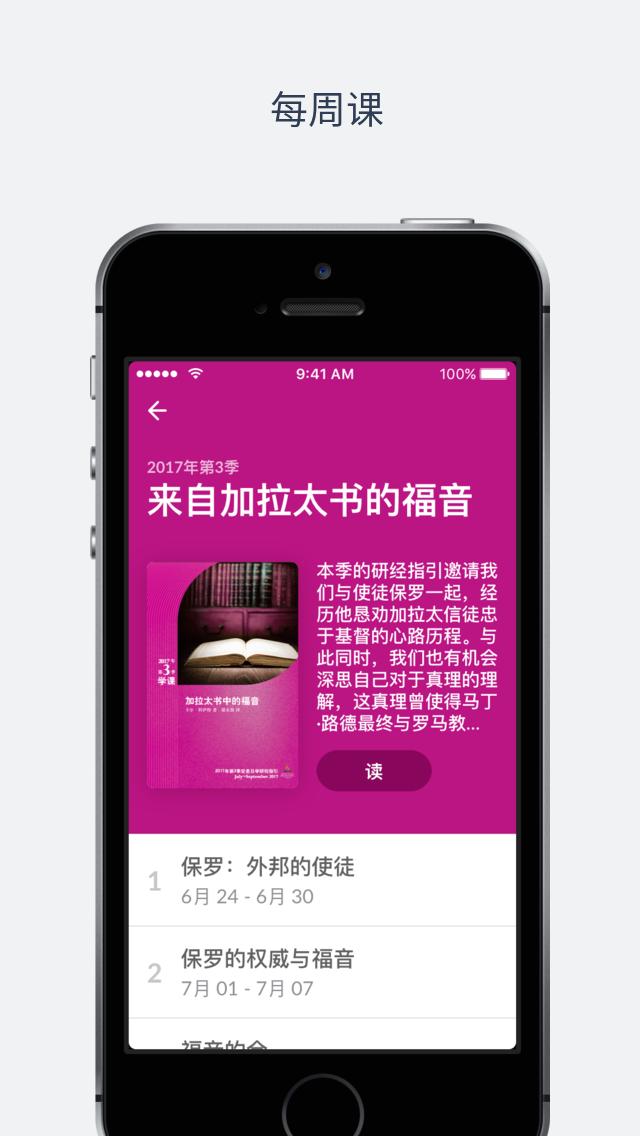 每周课
9:41 AM
100%
2017年第3季
来自加拉太书的福音
本季的研经指引邀请我
们与使徒保罗一起，经
历他恳劝加拉太信徒忠
于基督的心路历程。与
此同时，我们也有机会
深思自己对于真理的理
解，这真理曾使得马丁
·路德最终与罗马教...
2017 年
第3季
学课
加拉太书中的福音
2017年第3季安息日学研经指引
July~September 2017
读
1
保罗：外邦的使徒
6月 24 - 6月 30
2
保罗的权威与福音
7月 01 - 7月 07